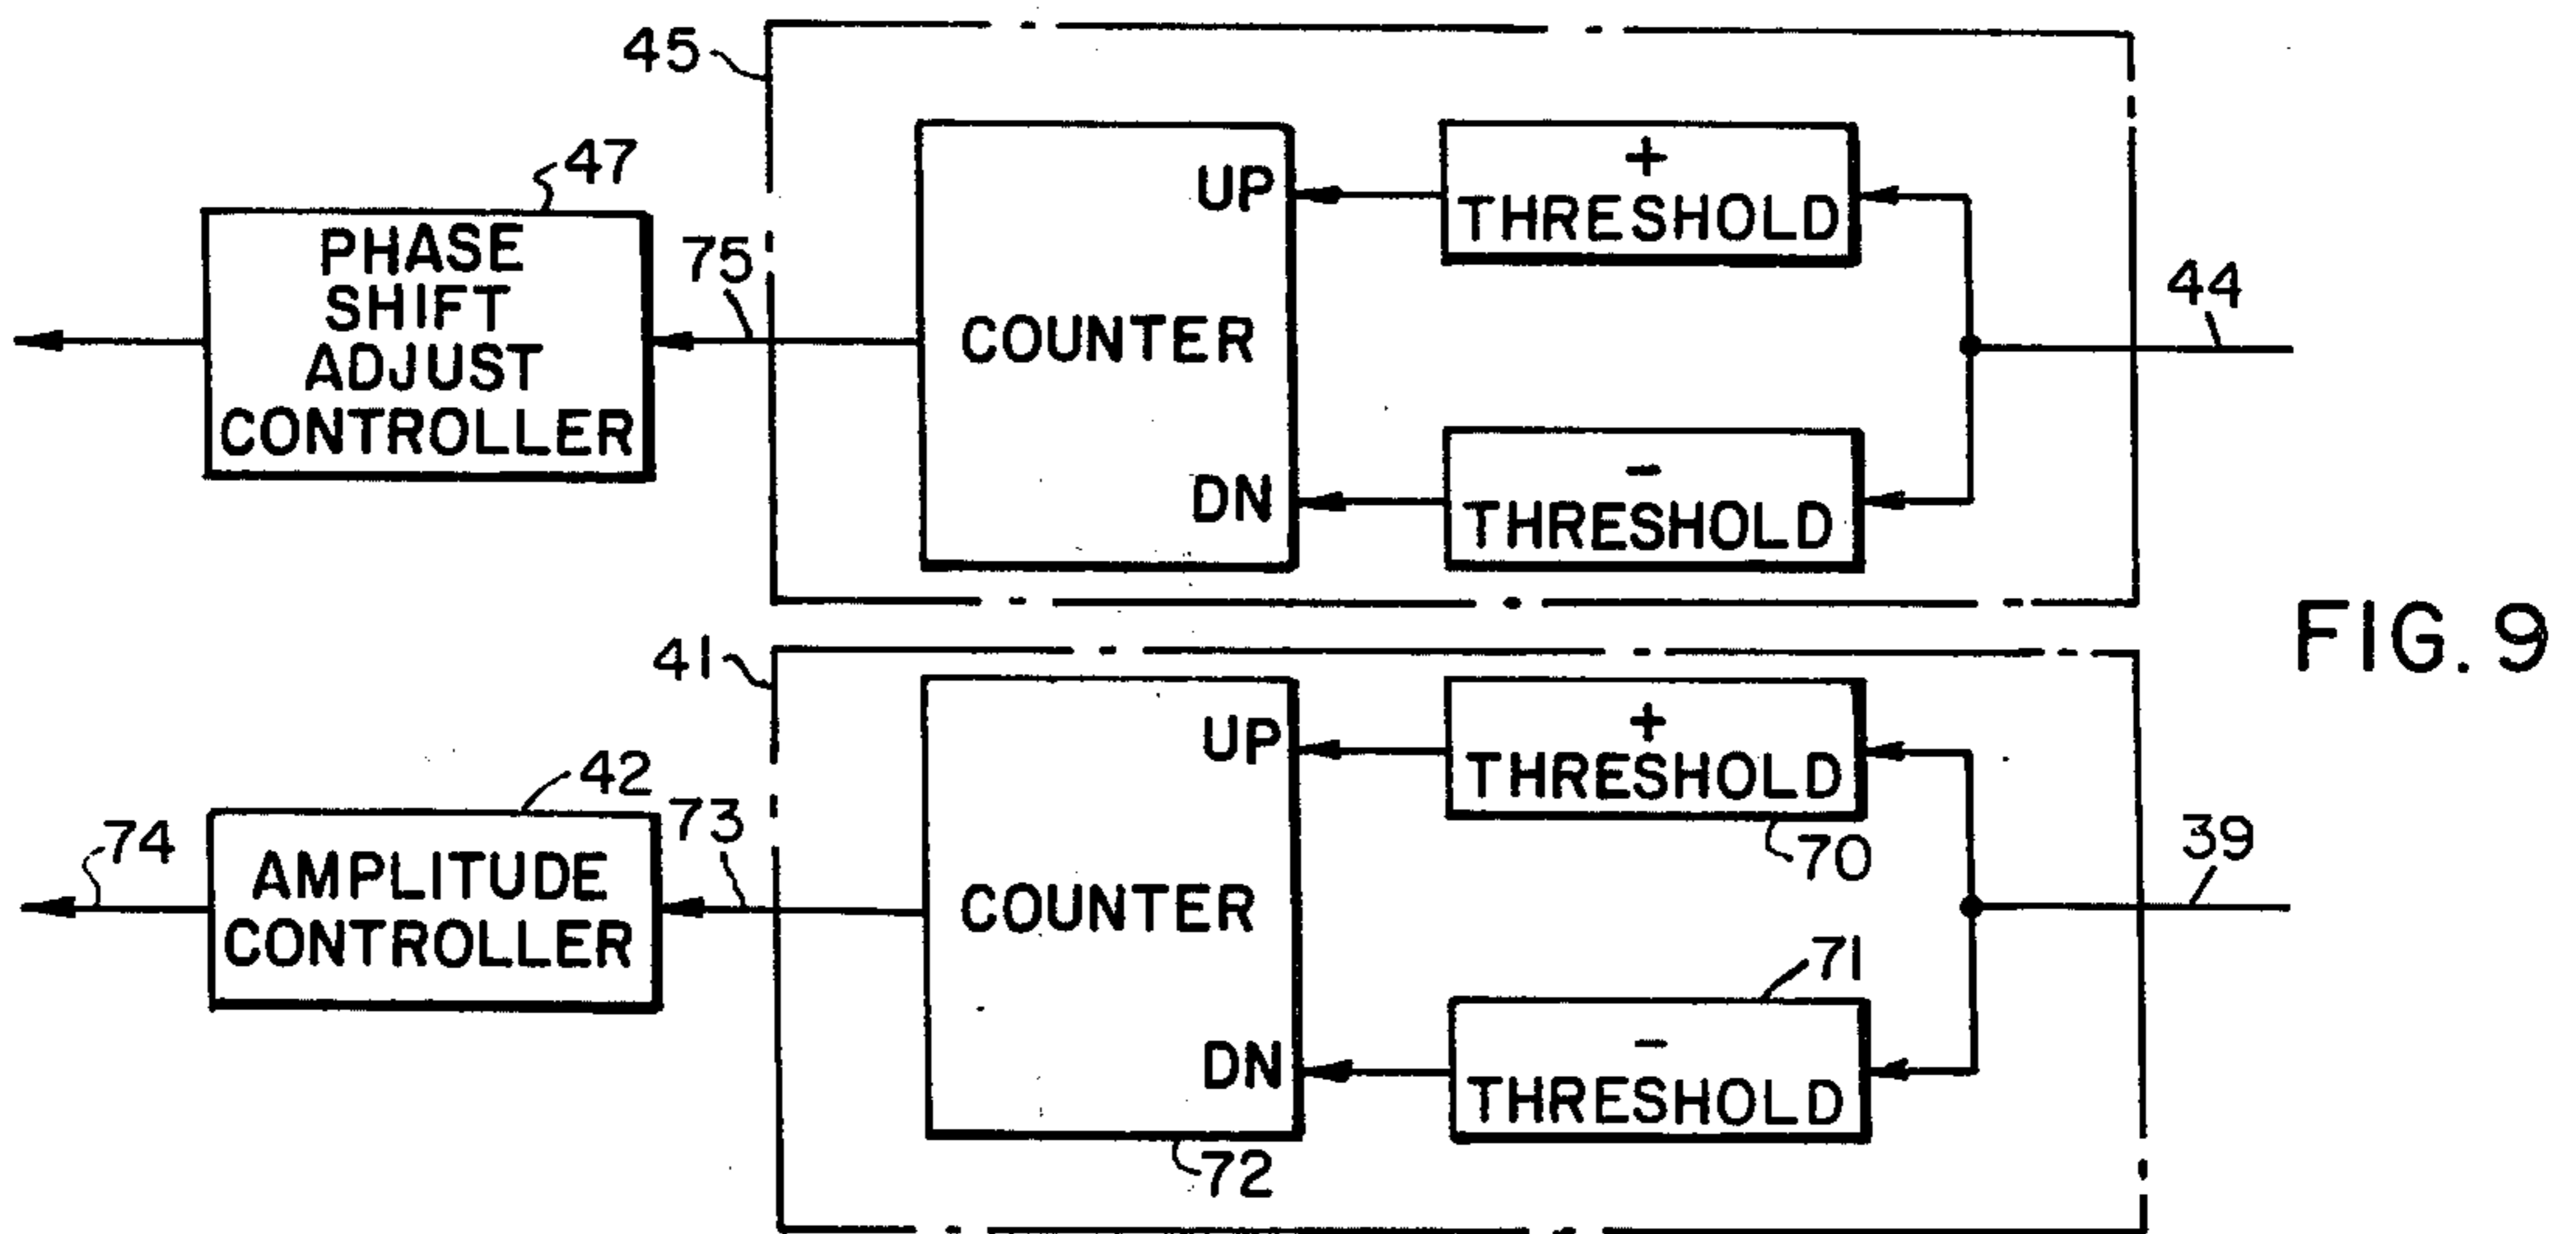 45
47
PHASE
SHIFT
ADJUST
CONTROLLER
75
UP
COUNTER
DN
+
THRESHOLD
-
THRESHOLD
44
FIG. 9
41
42
AMPLITUDE
CONTROLLER
74
73
UP
COUNTER
DN
72
+
THRESHOLD
70
71
-
THRESHOLD
39